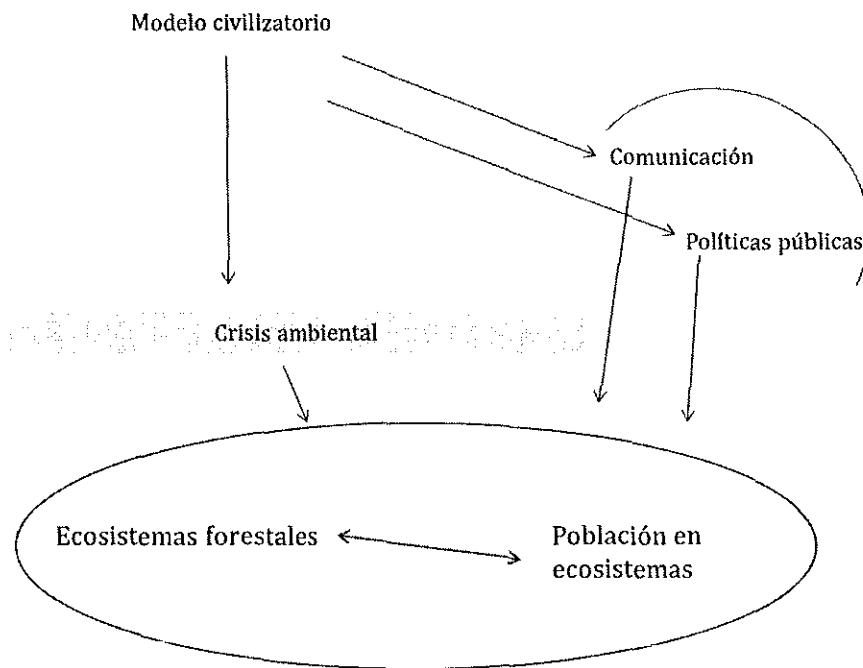 Modelo civilizatorio
Comunicación
Políticas públicas
Crisis ambiental
Ecosistemas forestales
Población en
ecosistemas